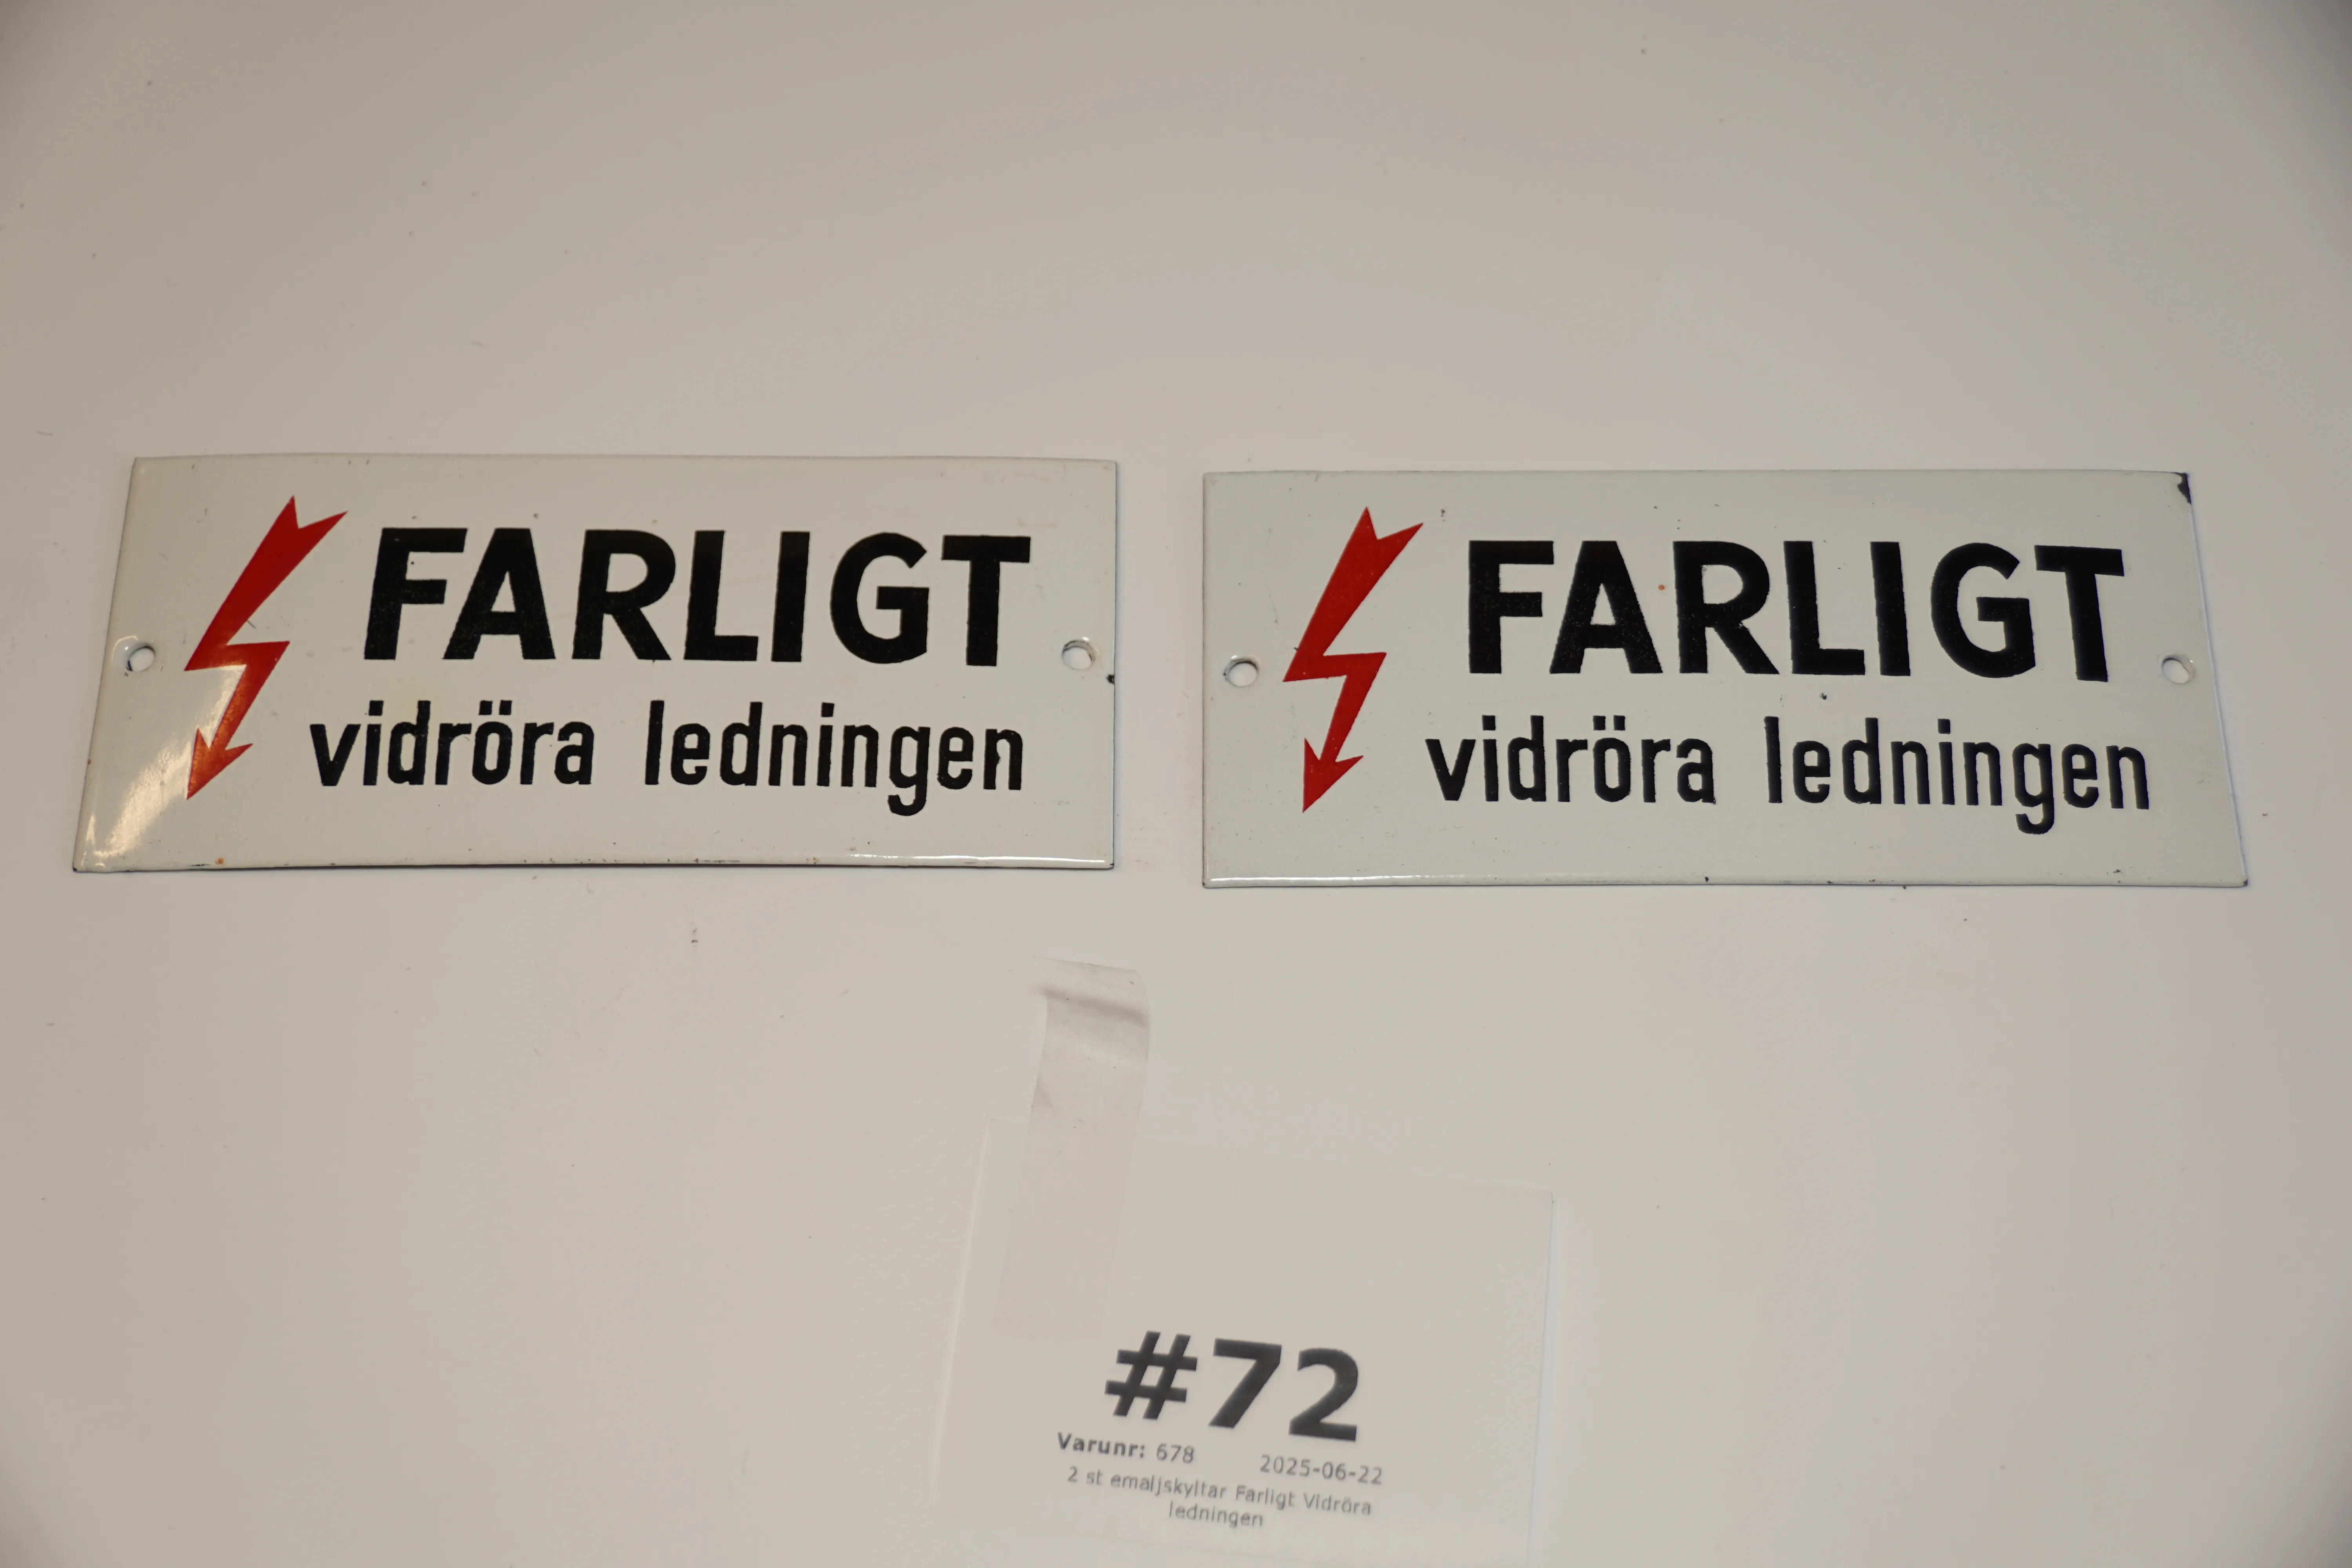 FARLIGT
vidröra ledningen
FARLIGT
vidröra ledningen
#72
Varunr: 678 2025-06-22
2 st emaljskyltar Farligt Vidröra
ledningen